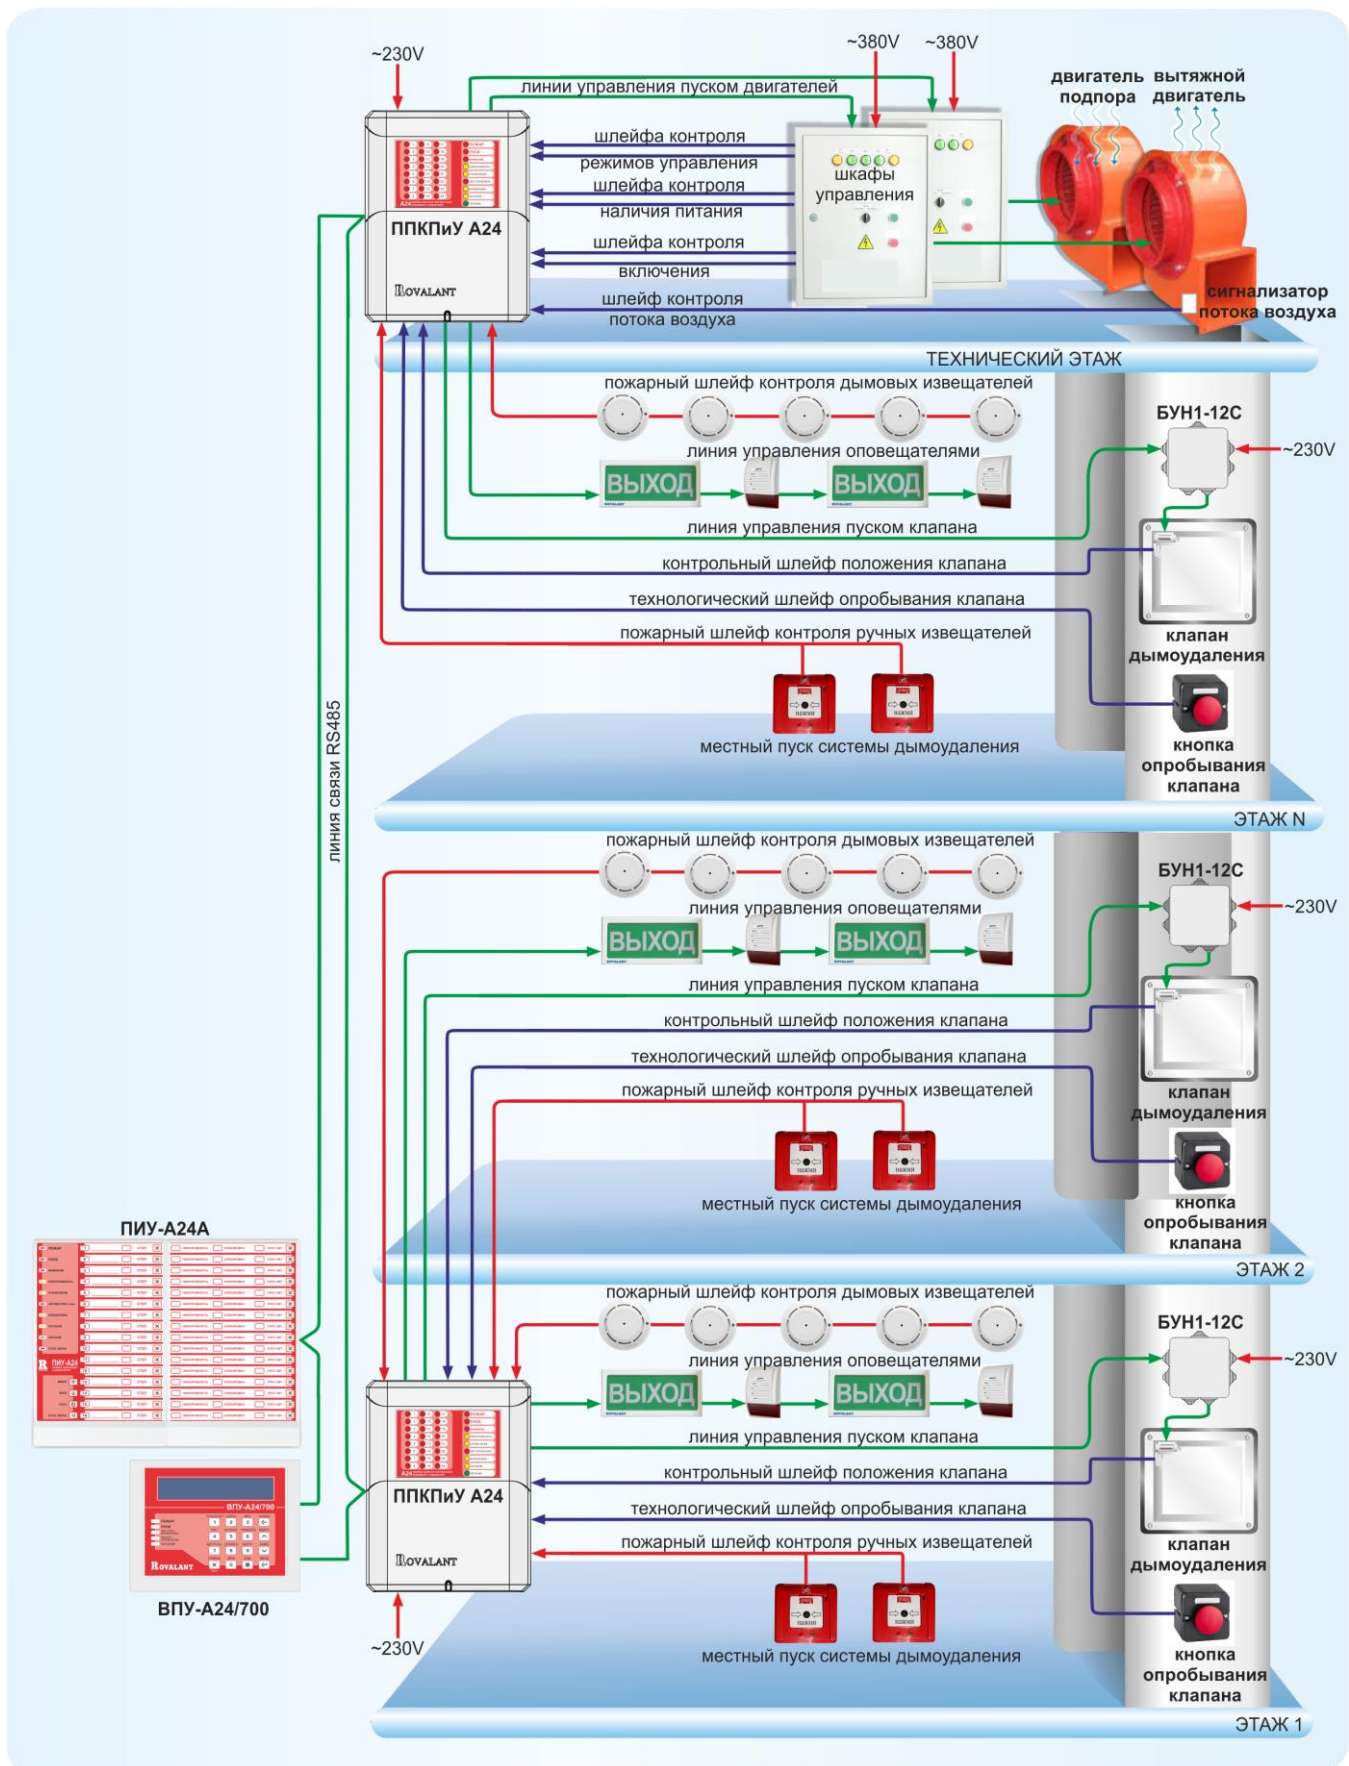 ~230V
~380V
~380V
линии управления пуском двигателей
двигатель подпора
вытяжной двигатель
шлейфа контроля
режимов управления
шлейфа контроля
наличия питания
шлейфа контроля
включения
шлейф контроля
потока воздуха
шкафы
управления
ППКПиУ А24
А24
ROVALANT
сигнализатор
потока воздуха
ТЕХНИЧЕСКИЙ ЭТАЖ
пожарный шлейф контроля дымовых извещателей
линия управления оповещателями
ВЫХОД
ВЫХОД
БУН1-12С
~230V
линия управления пуском клапана
контрольный шлейф положения клапана
технологический шлейф опробывания клапана
пожарный шлейф контроля ручных извещателей
клапан
дымоудаления
местный пуск системы дымоудаления
кнопка
опробывания
клапана
ЭТАЖ N
линия связи RS485
пожарный шлейф контроля дымовых извещателей
линия управления оповещателями
ВЫХОД
ВЫХОД
БУН1-12С
~230V
линия управления пуском клапана
контрольный шлейф положения клапана
технологический шлейф опробывания клапана
пожарный шлейф контроля ручных извещателей
клапан
дымоудаления
местный пуск системы дымоудаления
кнопка
опробывания
клапана
ЭТАЖ 2
ПИУ-А24А
ПИУ-А24
пожарный шлейф контроля дымовых извещателей
линия управления оповещателями
ВЫХОД
ВЫХОД
БУН1-12С
~230V
линия управления пуском клапана
контрольный шлейф положения клапана
технологический шлейф опробывания клапана
пожарный шлейф контроля ручных извещателей
клапан
дымоудаления
местный пуск системы дымоудаления
кнопка
опробывания
клапана
ЭТАЖ 1
А24
ППКПиУ А24
ROVALANT
~230V
ВПУ-А24/700
ROVALANT
ВПУ-А24/700